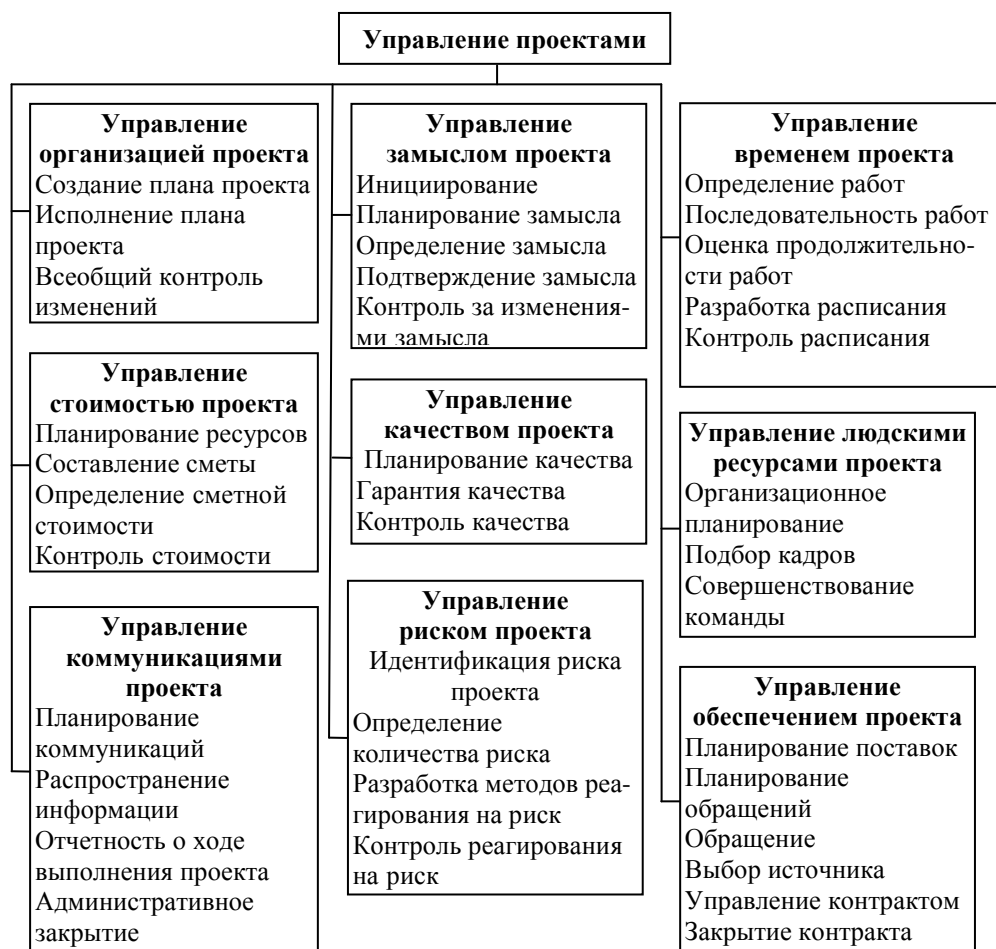 Управление проектами
Управление
организацией проекта
Создание плана проекта
Исполнение плана
проекта
Всеобщий контроль
изменений
Управление
замыслом проекта
Инициирование
Планирование замысла
Определение замысла
Подтверждение замысла
Контроль за изменения-
ми замысла
Управление
временем проекта
Определение работ
Последовательность работ
Оценка продолжительно-
сти работ
Разработка расписания
Контроль расписания
Управление
стоимостью проекта
Планирование ресурсов
Составление сметы
Определение сметной
стоимости
Контроль стоимости
Управление
качеством проекта
Планирование качества
Гарантия качества
Контроль качества
Управление людскими
ресурсами проекта
Организационное
планирование
Подбор кадров
Совершенствование
команды
Управление
коммуникациями
проекта
Планирование
коммуникаций
Распространение
информации
Отчетность о ходе
выполнения проекта
Административное
закрытие
Управление
риском проекта
Идентификация риска
проекта
Определение
количества риска
Разработка методов реа-
гирования на риск
Контроль реагирования
на риск
Управление
обеспечением проекта
Планирование поставок
Планирование
обращений
Обращение
Выбор источника
Управление контрактом
Закрытие контракта